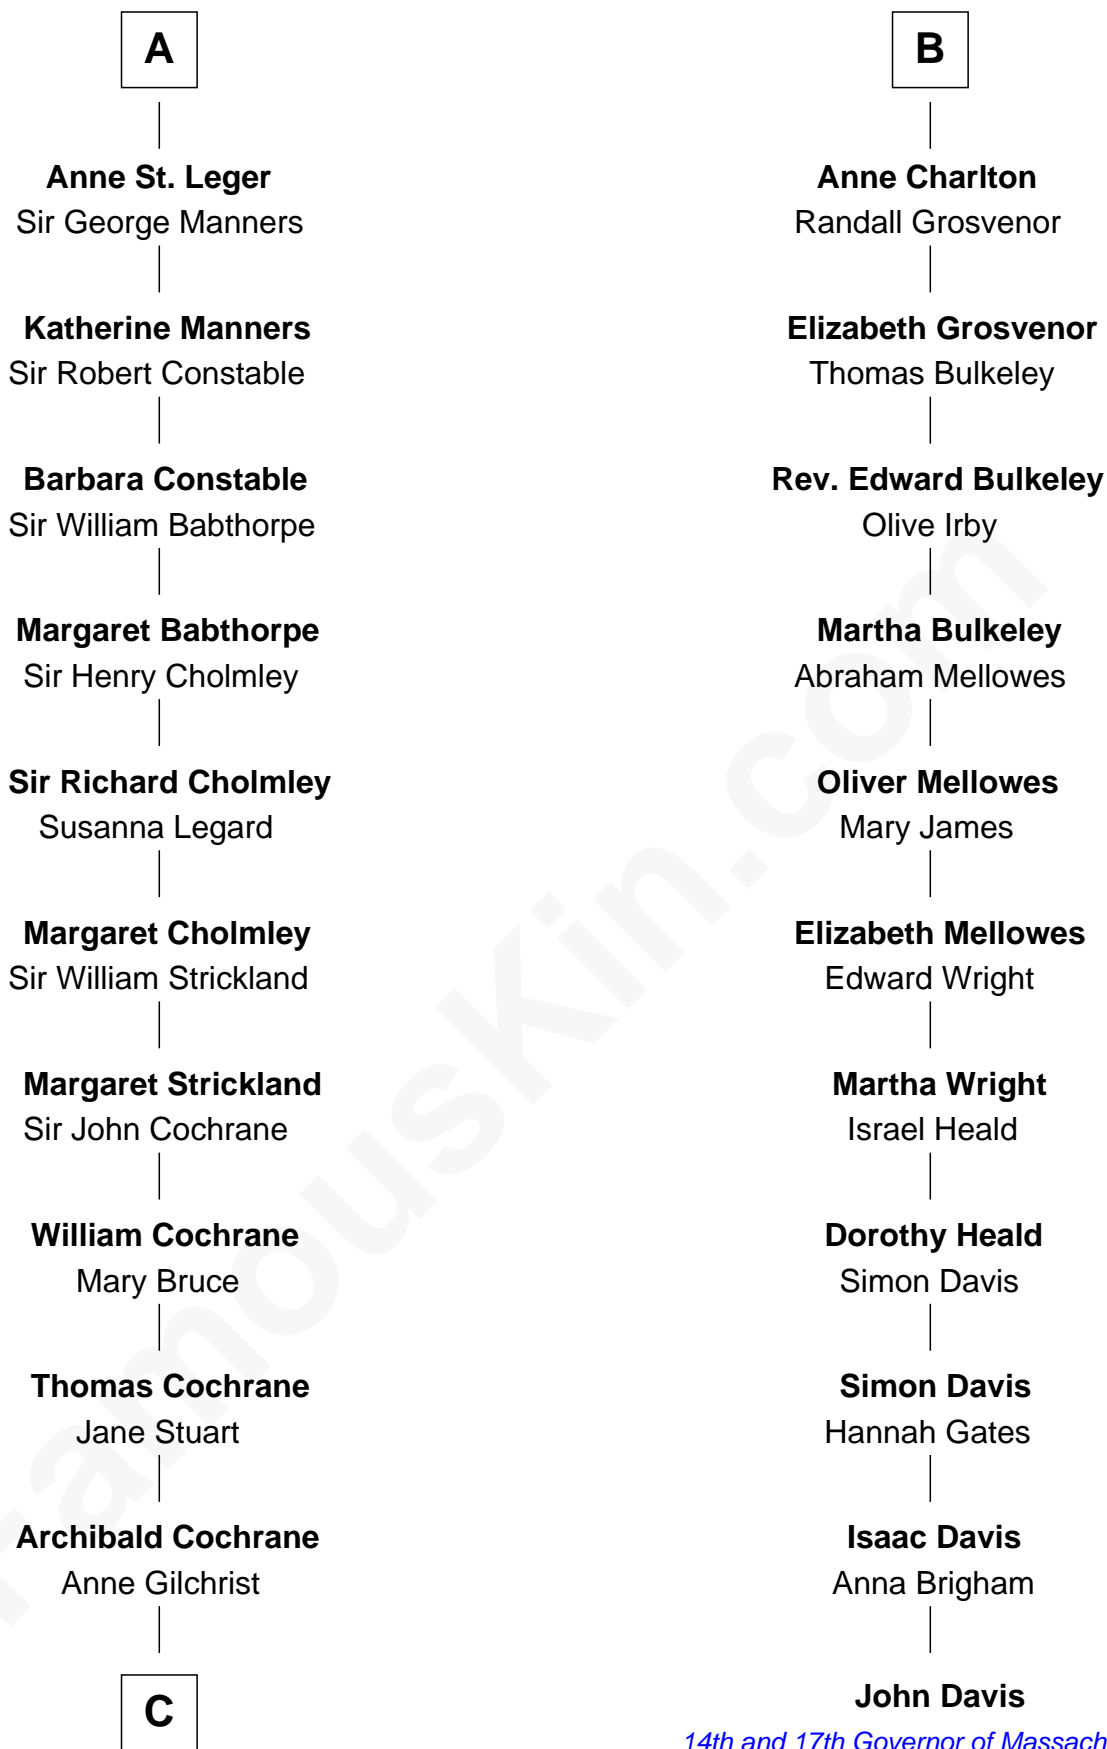 A
Anne St. Leger
Sir George Manners
Katherine Manners
Sir Robert Constable
Barbara Constable
Sir William Babthorpe
Margaret Babthorpe
Sir Henry Cholmley
Sir Richard Cholmley
Susanna Legard
Margaret Cholmley
Sir William Strickland
Margaret Strickland
Sir John Cochrane
William Cochrane
Mary Bruce
Thomas Cochrane
Jane Stuart
Archibald Cochrane
Anne Gilchrist
C
B
Anne Charlton
Randall Grosvenor
Elizabeth Grosvenor
Thomas Bulkeley
Rev. Edward Bulkeley
Olive Irby
Martha Bulkeley
Abraham Mellowes
Oliver Mellowes
Mary James
Elizabeth Mellowes
Edward Wright
Martha Wright
Israel Heald
Dorothy Heald
Simon Davis
Simon Davis
Hannah Gates
Isaac Davis
Anna Brigham
John Davis
14th and 17th Governor of Massach
FamousKin.com